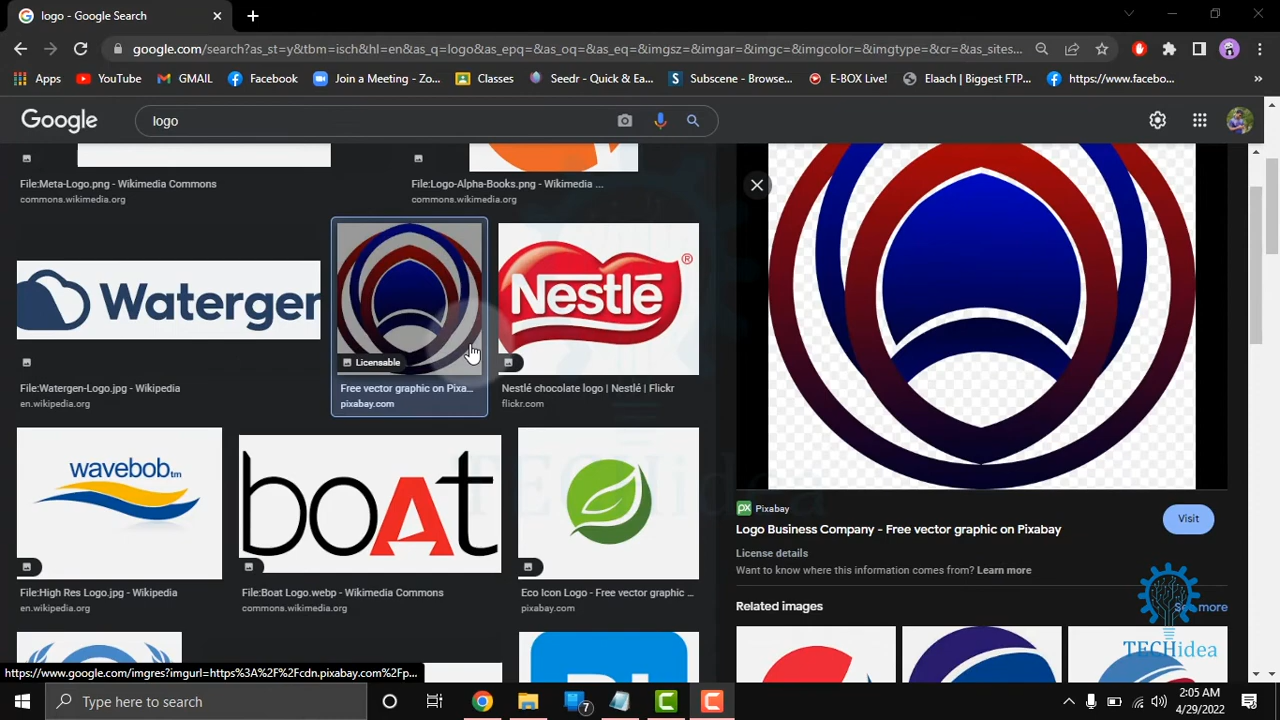 logo - Google Search
google.com/search?as_st=y&tbm=isch&hl=en&as_q=logo&as_epq=&as_oq=&as_eq=&imgsz=&imgar=&imgc=&imgcolor=&imgtype=&cr=&as_sites...
Apps YouTube GMAIL Facebook Join a Meeting - Zo... Classes Seedr - Quick & Ea... Subscene - Browse... E-BOX Live! Elaach | Biggest FTP... https://www.facebo... »
Google logo
File:Meta-Logo.png - Wikimedia Commons
commons.wikimedia.org
File:Logo-Alpha-Books.png - Wikimedia ...
commons.wikimedia.org
Watergen
File:Watergen-Logo.jpg - Wikipedia
en.wikipedia.org
Licensable
Free vector graphic on Pixa...
pixabay.com
Nestlé ®
Nestlé chocolate logo | Nestlé | Flickr
flickr.com
wavebob™
File:High Res Logo.jpg - Wikipedia
en.wikipedia.org
boAt
File:Boat Logo.webp - Wikimedia Commons
commons.wikimedia.org
Eco Icon Logo - Free vector graphic ...
pixabay.com
px Pixabay
Visit
Logo Business Company - Free vector graphic on Pixabay
License details
Want to know where this information comes from? Learn more
Related images
See more
TECHidea
TECHidea
https://www.google.com/imgres?imgurl=https%3A%2F%2Fcdn.pixabay.com%2Fp...
Type here to search
7
2:05 AM
4/29/2022